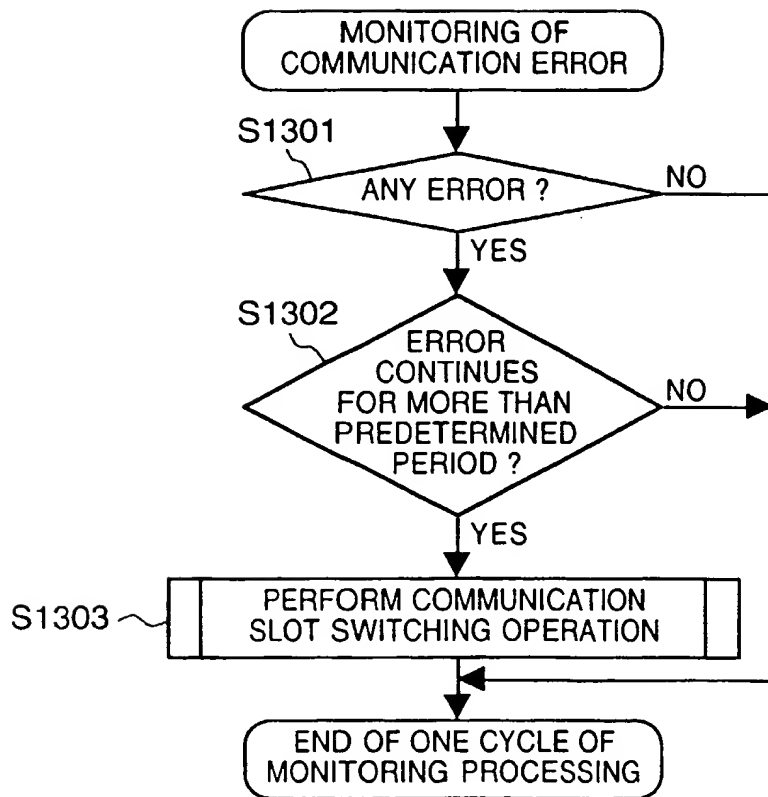 MONITORING OF
COMMUNICATION ERROR
S1301
ANY ERROR ?
NO
YES
S1302
ERROR
CONTINUES
FOR MORE THAN
PREDETERMINED
PERIOD ?
NO
YES
S1303
PERFORM COMMUNICATION
SLOT SWITCHING OPERATION
END OF ONE CYCLE OF
MONITORING PROCESSING